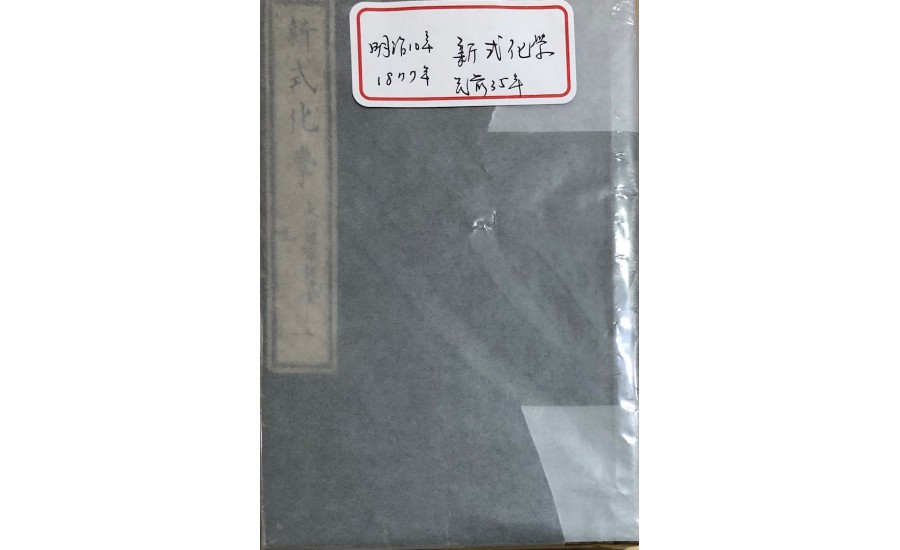 明治10年 新式化学
1877年 民前35年
新式化學
八